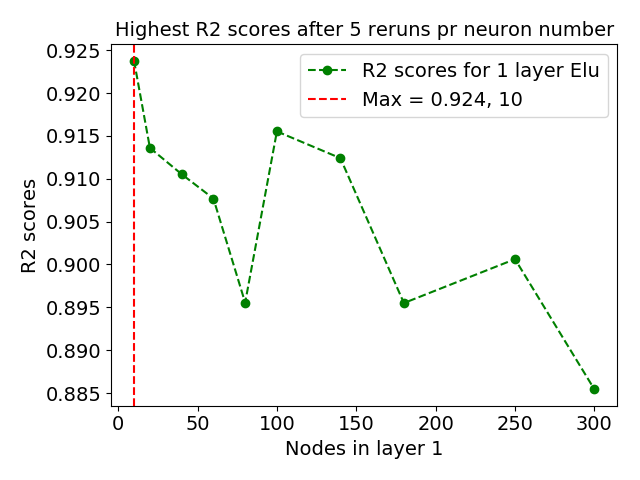 Highest R2 scores after 5 reruns pr neuron number
R2 scores for 1 layer Elu
Max = 0.924, 10
R2 scores
0.925
0.920
0.915
0.910
0.905
0.900
0.895
0.890
0.885
0 50 100 150 200 250 300
Nodes in layer 1